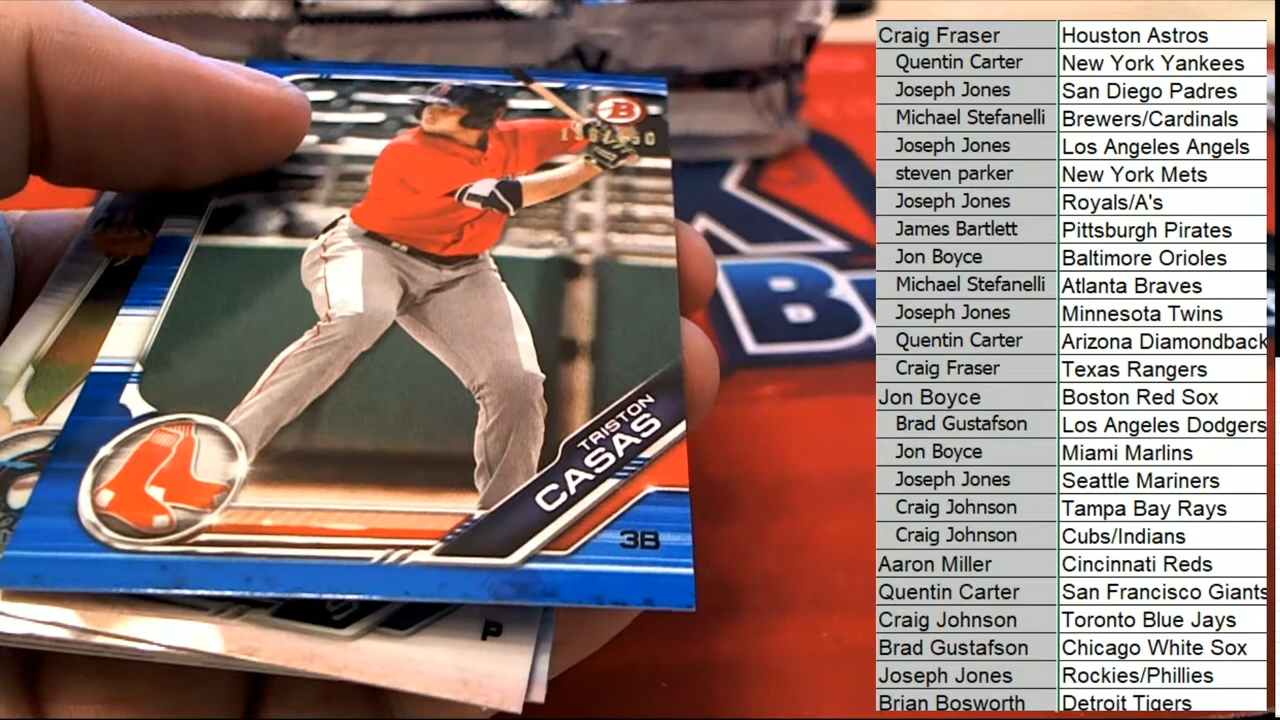 B
TRISTON
CASAS
3B
P
B
Craig Fraser Houston Astros
Quentin Carter New York Yankees
Joseph Jones San Diego Padres
Michael Stefanelli Brewers/Cardinals
Joseph Jones Los Angeles Angels
steven parker New York Mets
Joseph Jones Royals/A's
James Bartlett Pittsburgh Pirates
Jon Boyce Baltimore Orioles
Michael Stefanelli Atlanta Braves
Joseph Jones Minnesota Twins
Quentin Carter Arizona Diamondback
Craig Fraser Texas Rangers
Jon Boyce Boston Red Sox
Brad Gustafson Los Angeles Dodgers
Jon Boyce Miami Marlins
Joseph Jones Seattle Mariners
Craig Johnson Tampa Bay Rays
Craig Johnson Cubs/Indians
Aaron Miller Cincinnati Reds
Quentin Carter San Francisco Giants
Craig Johnson Toronto Blue Jays
Brad Gustafson Chicago White Sox
Joseph Jones Rockies/Phillies
Brian Bosworth Detroit Tigers